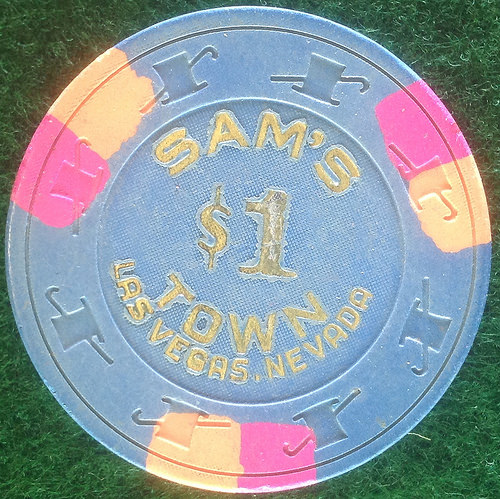 SAM'S
$1
TOWN
LAS VEGAS, NEVADA